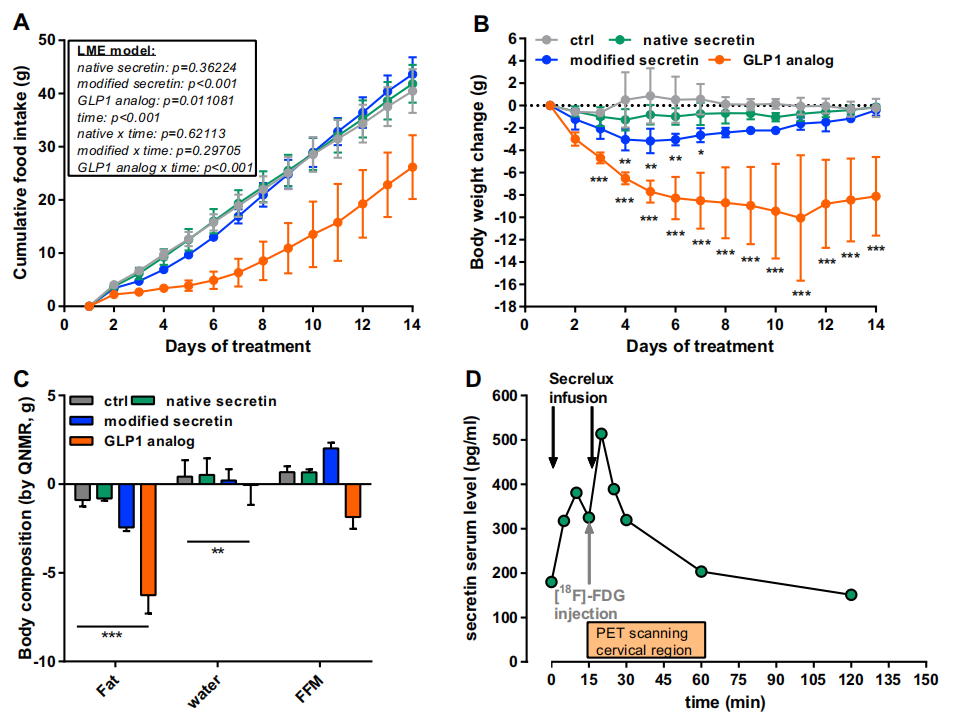 A
Cumulative food intake (g)
50
40
30
20
10
0
LME model:
native secretin: p=0.36224
modified secretin: p<0.001
GLP1 analog: p=0.011081
time: p<0.001
native x time: p=0.62113
modified x time: p=0.29705
GLP1 analog x time: p<0.001
0 2 4 6 8 10 12 14
Days of treatment
B
Body weight change (g)
6
4
2
0
-2
-4
-6
-8
-10
-12
-14
-16
-18
ctrl native secretin
modified secretin GLP1 analog
** ** ** *
*** *** *** *** *** *** *** *** *** *** *** ***
0 2 4 6 8 10 12 14
Days of treatment
C
Body composition (by QNMR, g)
5
0
-5
-10
ctrl native secretin
modified secretin
GLP1 analog
***
**
Fat water FFM
D
secretin serum level (pg/ml)
600
500
400
300
200
100
0
Secrelux
infusion
[18F]-FDG
injection
PET scanning
cervical region
0 15 30 45 60 75 90 105 120 135 150
time (min)